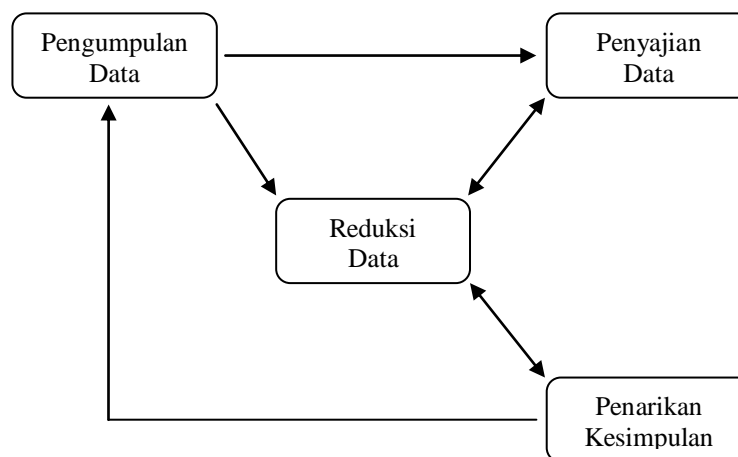 Pengumpulan
Data
Penyajian
Data
Reduksi
Data
Penarikan
Kesimpulan